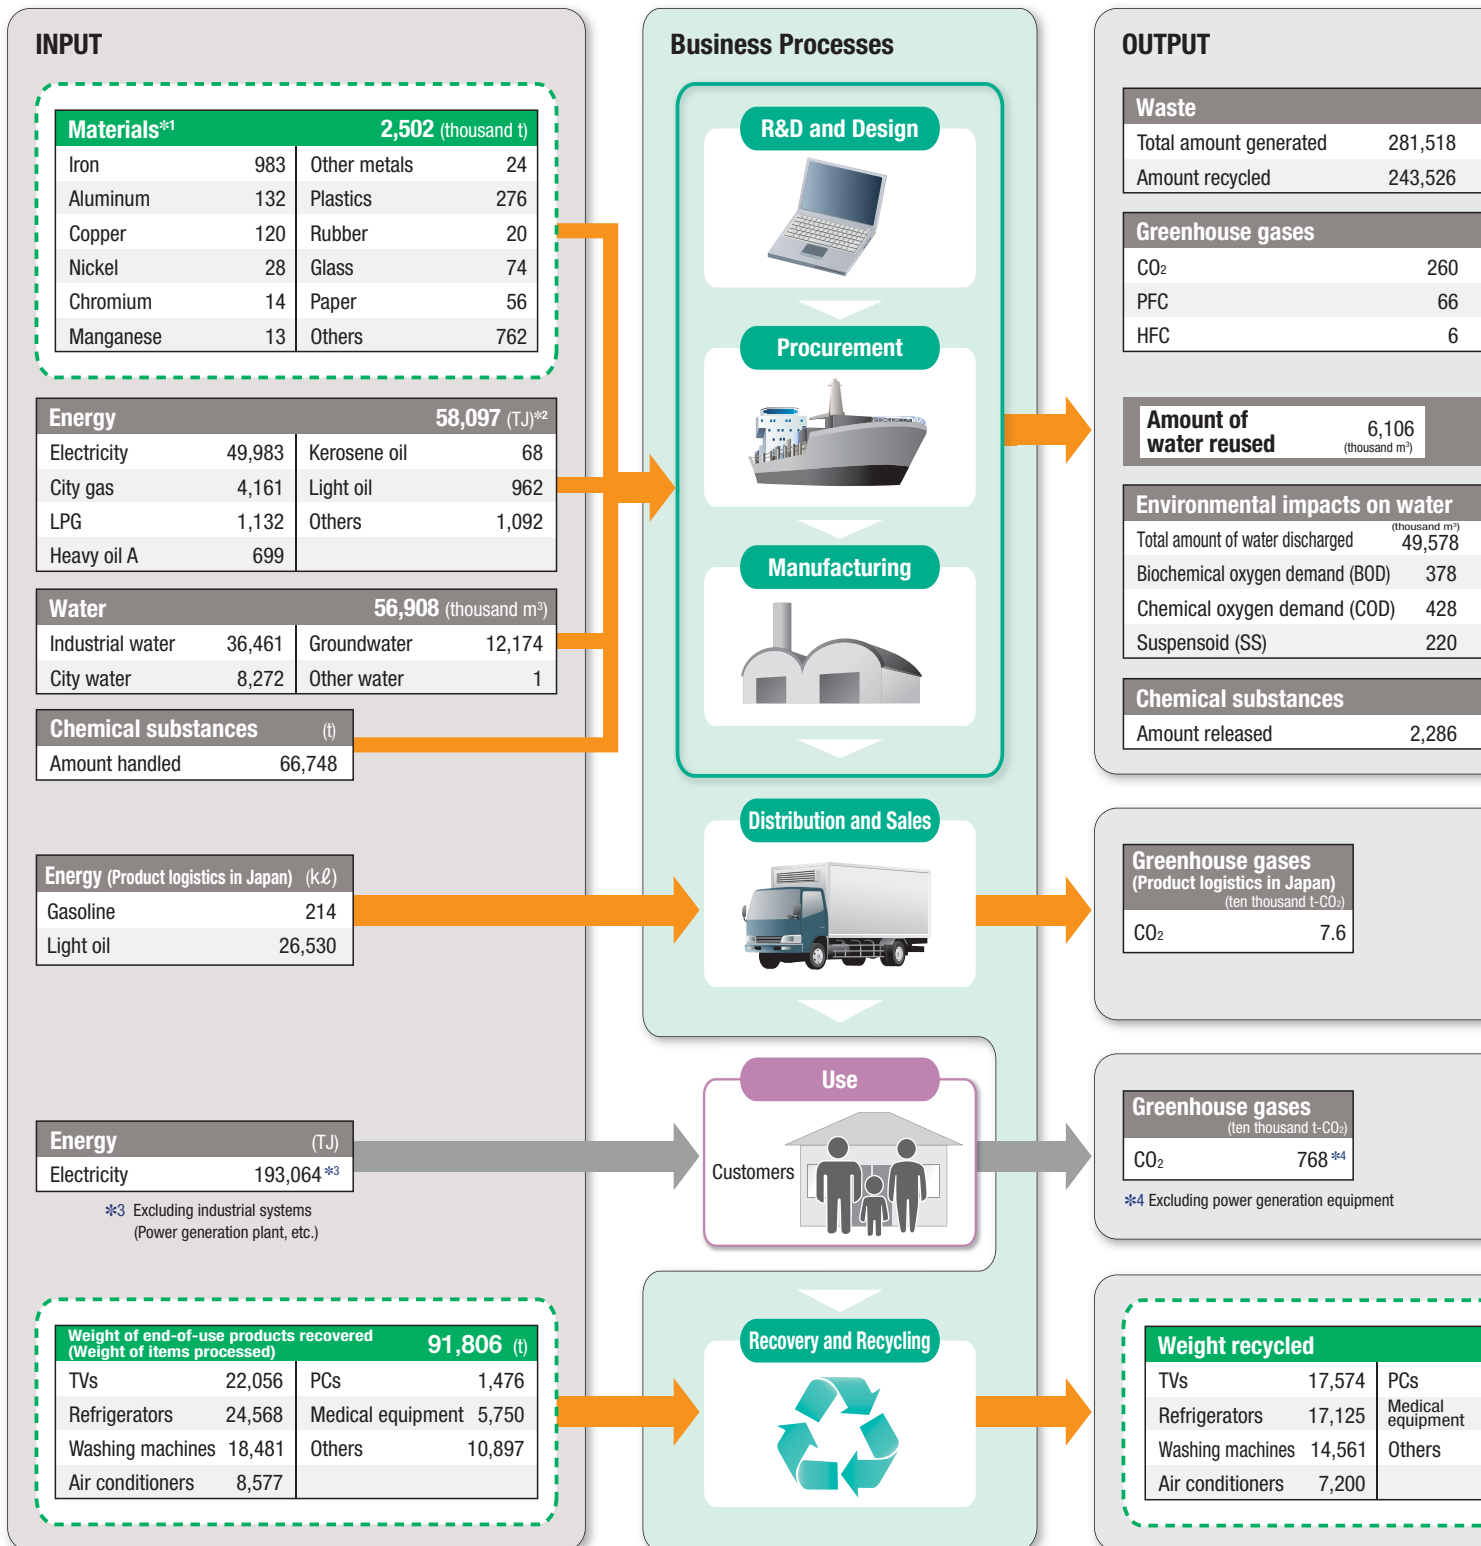 INPUT
Materials*1 2,502 (thousand t)
Iron 983 Other metals 24
Aluminum 132 Plastics 276
Copper 120 Rubber 20
Nickel 28 Glass 74
Chromium 14 Paper 56
Manganese 13 Others 762
Energy 58,097 (TJ)*2
Electricity 49,983 Kerosene oil 68
City gas 4,161 Light oil 962
LPG 1,132 Others 1,092
Heavy oil A 699
Water 56,908 (thousand m³)
Industrial water 36,461 Groundwater 12,174
City water 8,272 Other water 1
Chemical substances (t)
Amount handled 66,748
Energy (Product logistics in Japan) (kℓ)
Gasoline 214
Light oil 26,530
Energy (TJ)
Electricity 193,064*3
*3 Excluding industrial systems
(Power generation plant, etc.)
Weight of end-of-use products recovered
(Weight of items processed) 91,806 (t)
TVs 22,056 PCs 1,476
Refrigerators 24,568 Medical equipment 5,750
Washing machines 18,481 Others 10,897
Air conditioners 8,577
Business Processes
R&D and Design
Procurement
Manufacturing
Distribution and Sales
Use
Customers
Recovery and Recycling
OUTPUT
Waste
Total amount generated 281,518
Amount recycled 243,526
Greenhouse gases
CO₂ 260
PFC 66
HFC 6
Amount of
water reused 6,106
(thousand m³)
Environmental impacts on water
(thousand m³)
Total amount of water discharged 49,578
Biochemical oxygen demand (BOD) 378
Chemical oxygen demand (COD) 428
Suspensoid (SS) 220
Chemical substances
Amount released 2,286
Greenhouse gases
(Product logistics in Japan)
(ten thousand t-CO₂)
CO₂ 7.6
Greenhouse gases
(ten thousand t-CO₂)
CO₂ 768*4
*4 Excluding power generation equipment
Weight recycled
TVs 17,574 PCs
Refrigerators 17,125 Medical
equipment
Washing machines 14,561 Others
Air conditioners 7,200